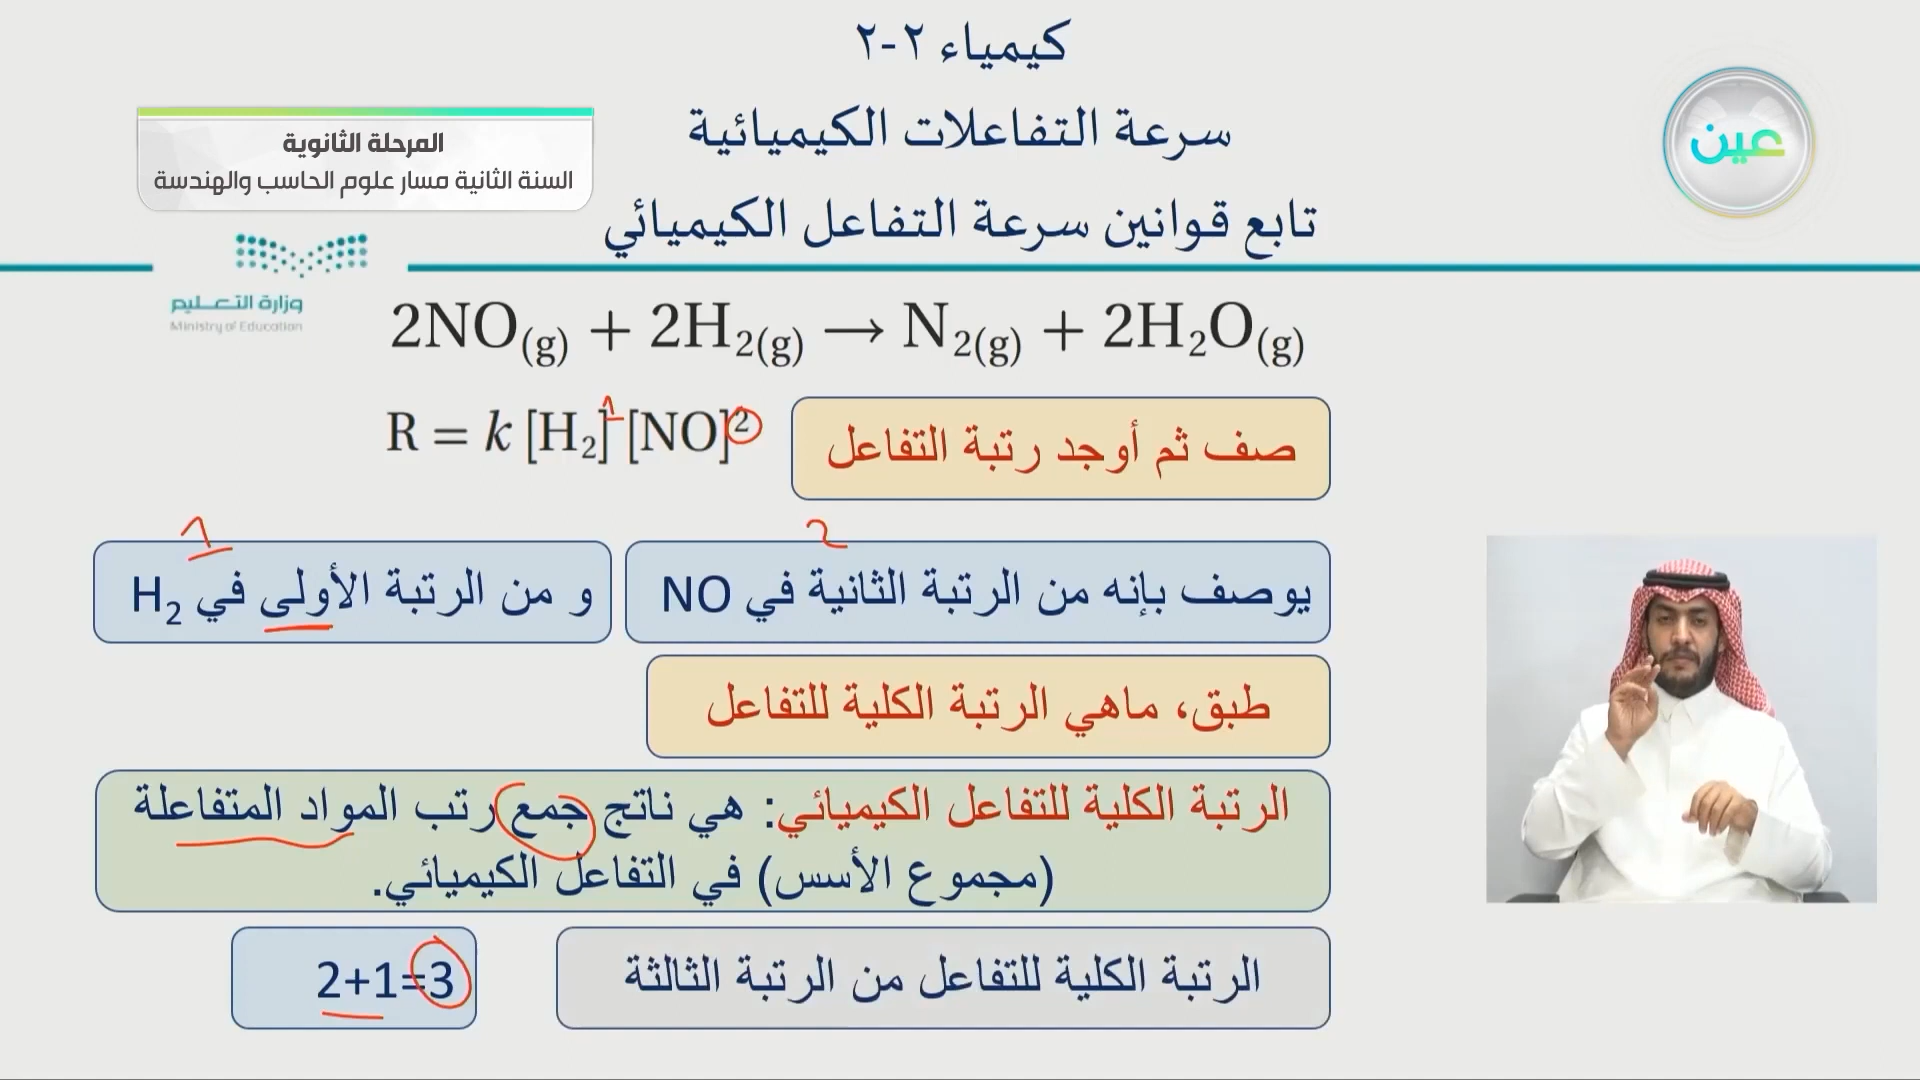 كيمياء ٢-٢
سرعة التفاعلات الكيميائية
تابع قوانين سرعة التفاعل الكيميائي
عين
المرحلة الثانوية
السنة الثانية مسار علوم الحاسب والهندسة
وزارة التعليم
Ministry of Education
2NO(g) + 2H₂(g) → N₂(g) + 2H₂O(g)
R = k [H₂]¹ [NO]²
صف ثم أوجد رتبة التفاعل
2
يوصف بإنه من الرتبة الثانية في NO
1
و من الرتبة الأولى في H₂
طبق، ماهي الرتبة الكلية للتفاعل
الرتبة الكلية للتفاعل الكيميائي: هي ناتج جمع رتب المواد المتفاعلة
(مجموع الأسس) في التفاعل الكيميائي.
الرتبة الكلية للتفاعل من الرتبة الثالثة
2+1=3